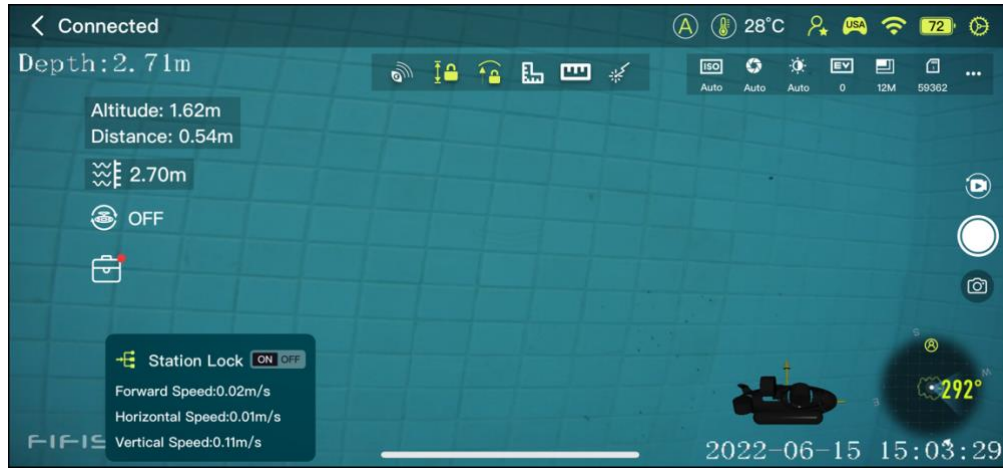 Connected
A
28°C
USA
72
Depth:2.71m
ISO
EV
Auto
Auto
Auto
0
12M
59362
Altitude: 1.62m
Distance: 0.54m
2.70m
OFF
Station Lock ON OFF
Forward Speed:0.02m/s
Horizontal Speed:0.01m/s
Vertical Speed:0.11m/s
S
W
292°
FIFIS
2022-06-15 15:03:29